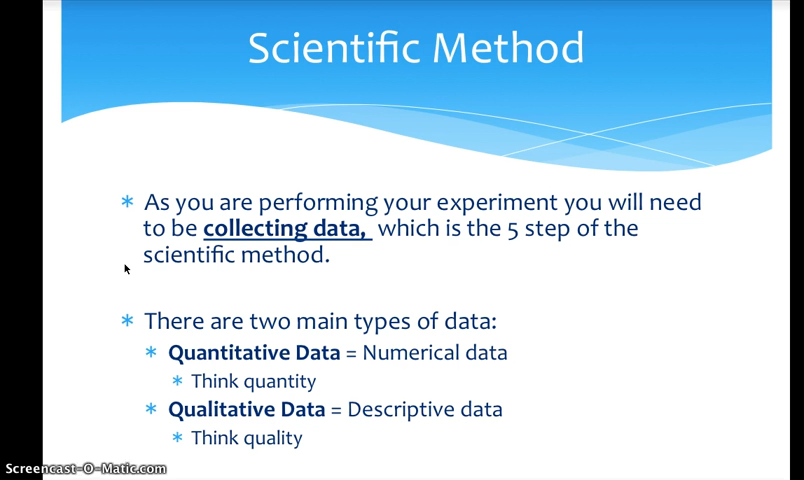 Scientific Method
* As you are performing your experiment you will need
to be collecting data, which is the 5 step of the
scientific method.
* There are two main types of data:
* Quantitative Data = Numerical data
* Think quantity
* Qualitative Data = Descriptive data
* Think quality
Screencast-O-Matic.com